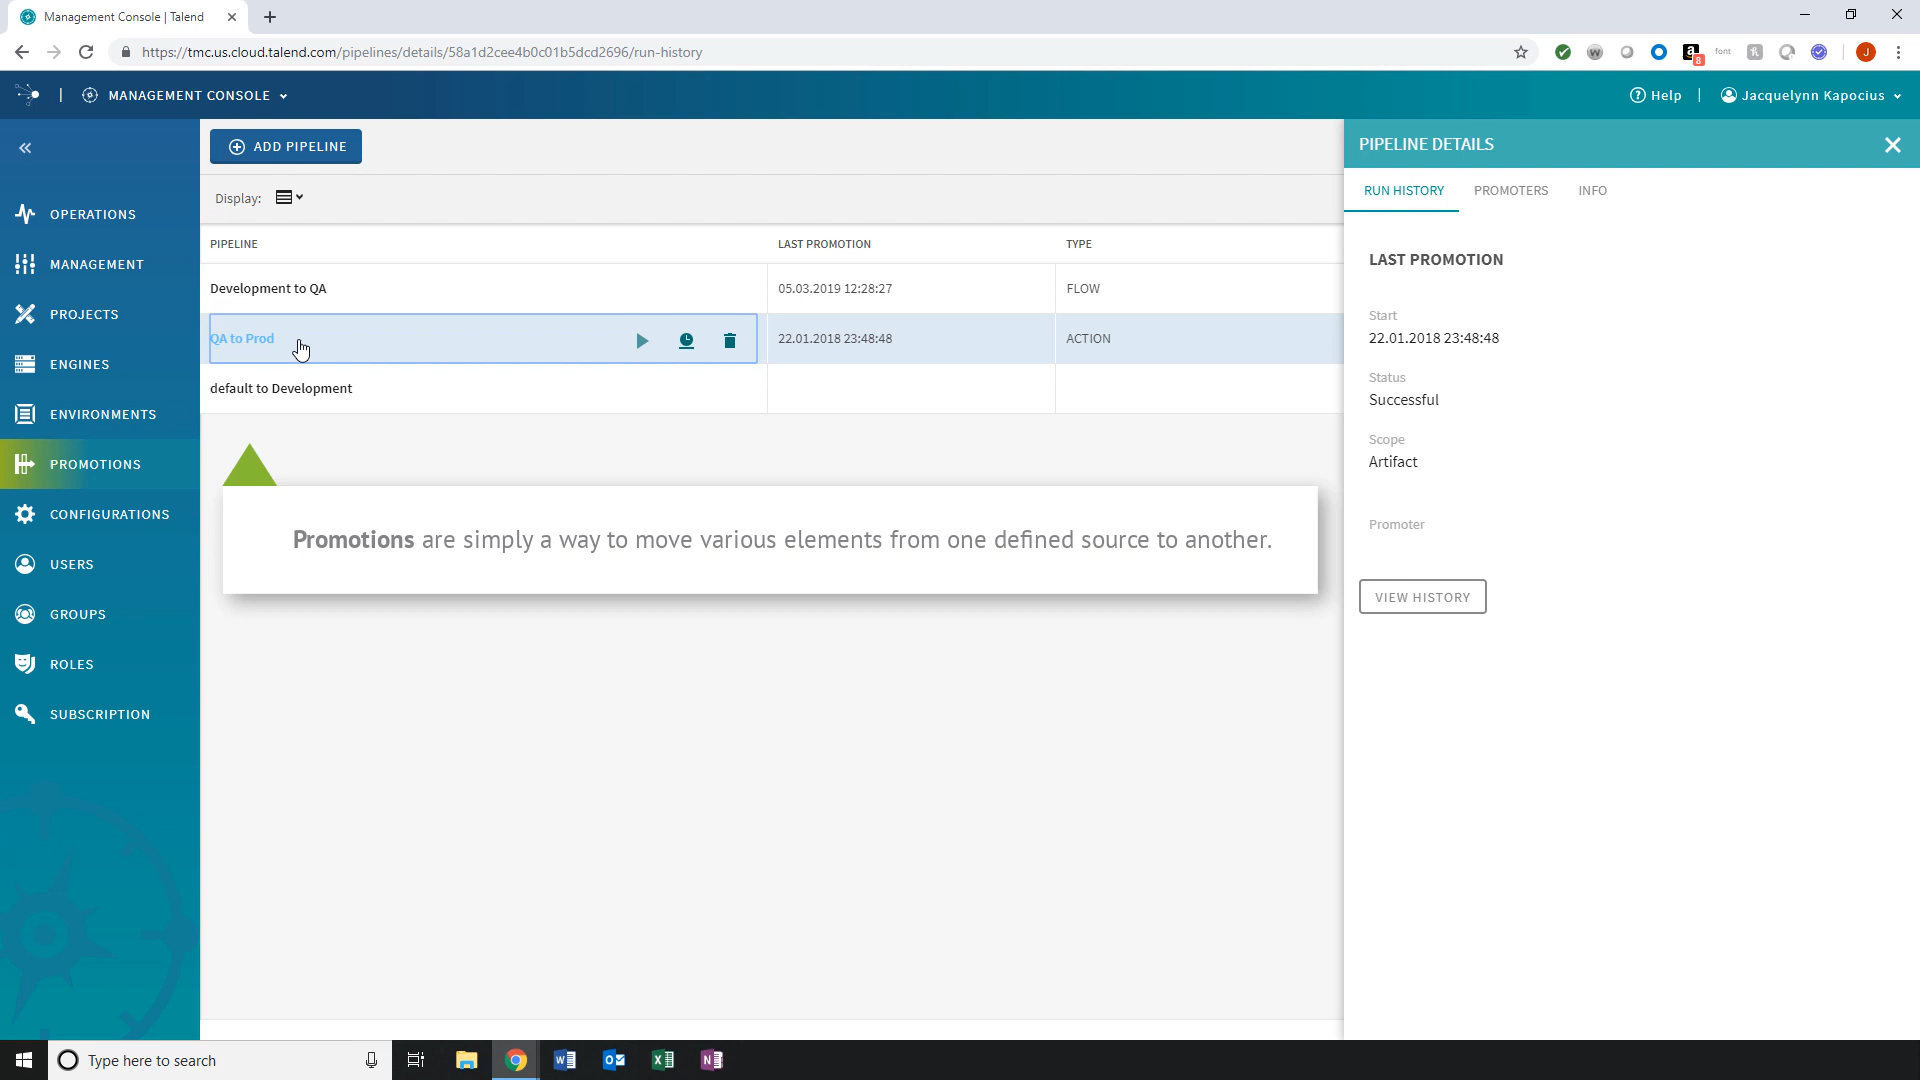 Management Console | Talend
https://tmc.us.cloud.talend.com/pipelines/details/58a1d2cee4b0c01b5dcd2696/run-history
font
8
J
| MANAGEMENT CONSOLE
Help | Jacquelynn Kapocius
OPERATIONS
MANAGEMENT
PROJECTS
ENGINES
ENVIRONMENTS
PROMOTIONS
CONFIGURATIONS
USERS
GROUPS
ROLES
SUBSCRIPTION
ADD PIPELINE
Display:
PIPELINE LAST PROMOTION TYPE
Development to QA 05.03.2019 12:28:27 FLOW
QA to Prod 22.01.2018 23:48:48 ACTION
default to Development
Promotions are simply a way to move various elements from one defined source to another.
PIPELINE DETAILS
RUN HISTORY PROMOTERS INFO
LAST PROMOTION
Start
22.01.2018 23:48:48
Status
Successful
Scope
Artifact
Promoter
VIEW HISTORY
Type here to search